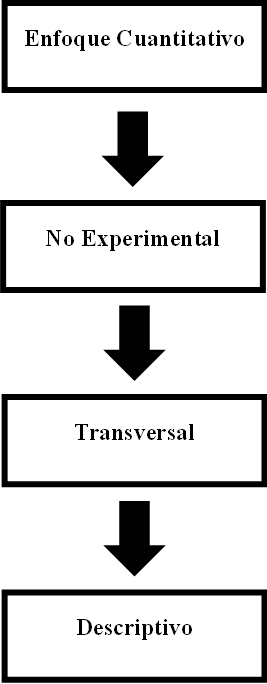 Enfoque Cuantitativo
No Experimental
Transversal
Descriptivo